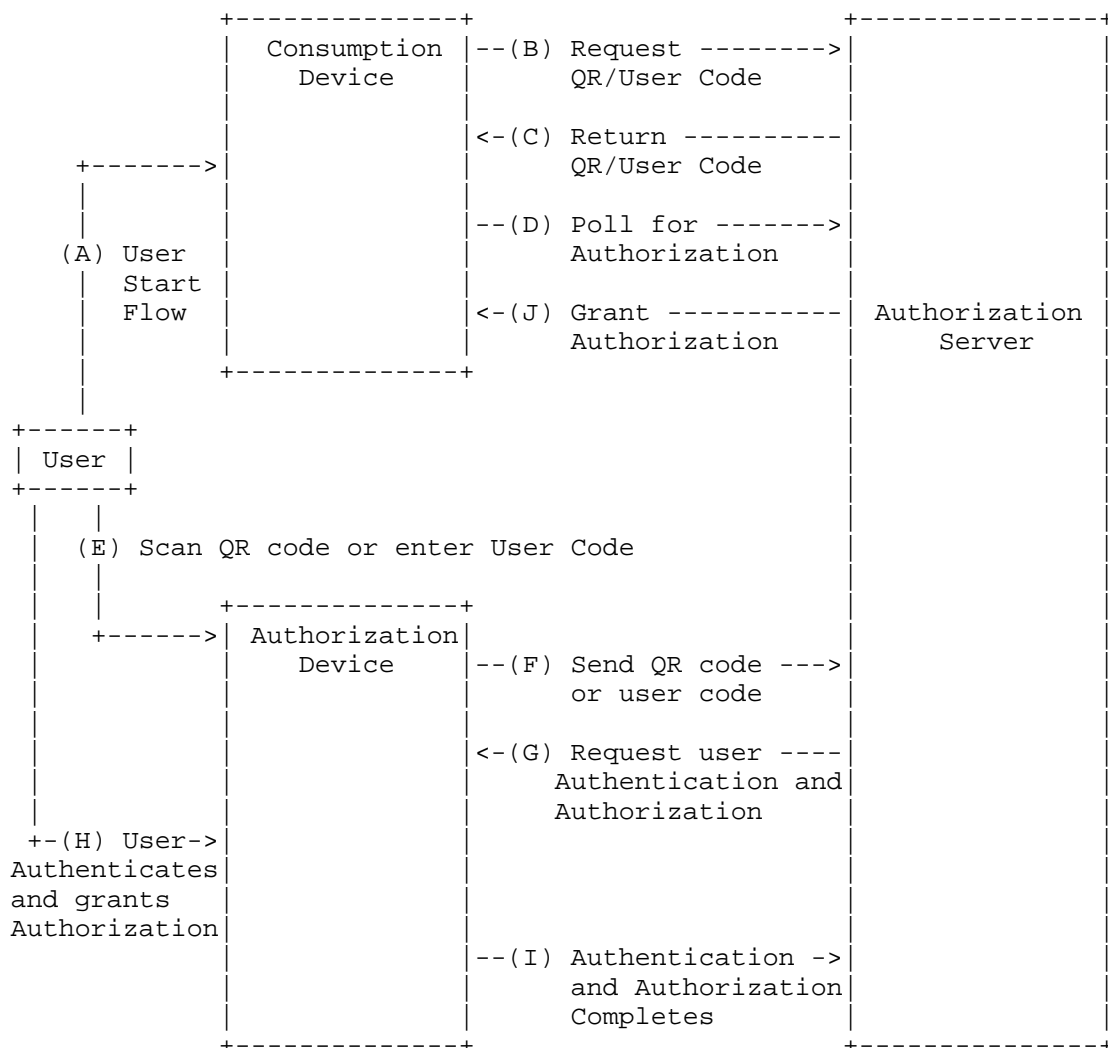 Consumption --(B) Request -------->
Device QR/User Code
<-(C) Return ----------
+-------> QR/User Code
--(D) Poll for ------->
(A) User Authorization
Start
Flow <-(J) Grant ----------- Authorization
Authorization Server
User
(E) Scan QR code or enter User Code
+------> Authorization
Device --(F) Send QR code --->
or user code
<-(G) Request user ----
Authentication and
Authorization
+-(H) User->
Authenticates
and grants
Authorization
--(I) Authentication ->
and Authorization
Completes